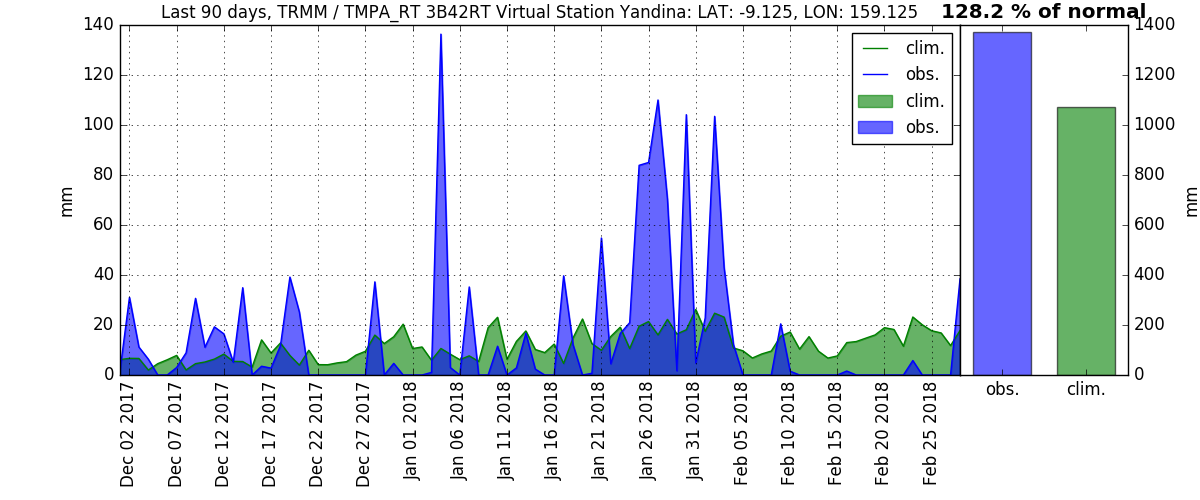 Last 90 days, TRMM / TMPA_RT 3B42RT Virtual Station Yandina: LAT: -9.125, LON: 159.125
128.2 % of normal
140
120
100
80
60
40
20
0
mm
clim.
obs.
clim.
obs.
1400
1200
1000
800
600
400
200
0
mm
obs.
clim.
Dec 02 2017
Dec 07 2017
Dec 12 2017
Dec 17 2017
Dec 22 2017
Dec 27 2017
Jan 01 2018
Jan 06 2018
Jan 11 2018
Jan 16 2018
Jan 21 2018
Jan 26 2018
Jan 31 2018
Feb 05 2018
Feb 10 2018
Feb 15 2018
Feb 20 2018
Feb 25 2018